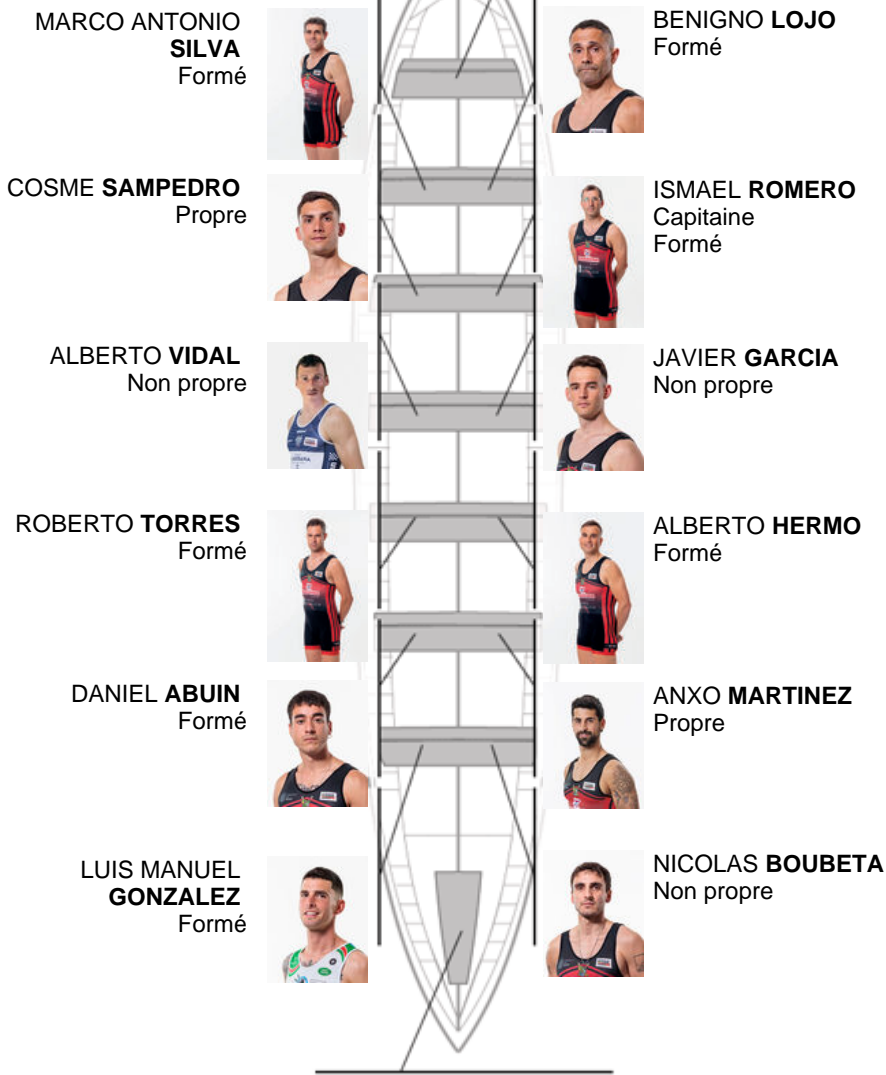 MARCO ANTONIO
SILVA
Formé
BENIGNO LOJO
Formé
COSME SAMPEDRO
Propre
ISMAEL ROMERO
Capitaine
Formé
ALBERTO VIDAL
Non propre
JAVIER GARCIA
Non propre
ROBERTO TORRES
Formé
ALBERTO HERMO
Formé
DANIEL ABUIN
Formé
ANXO MARTINEZ
Propre
LUIS MANUEL
GONZALEZ
Formé
NICOLAS BOUBETA
Non propre